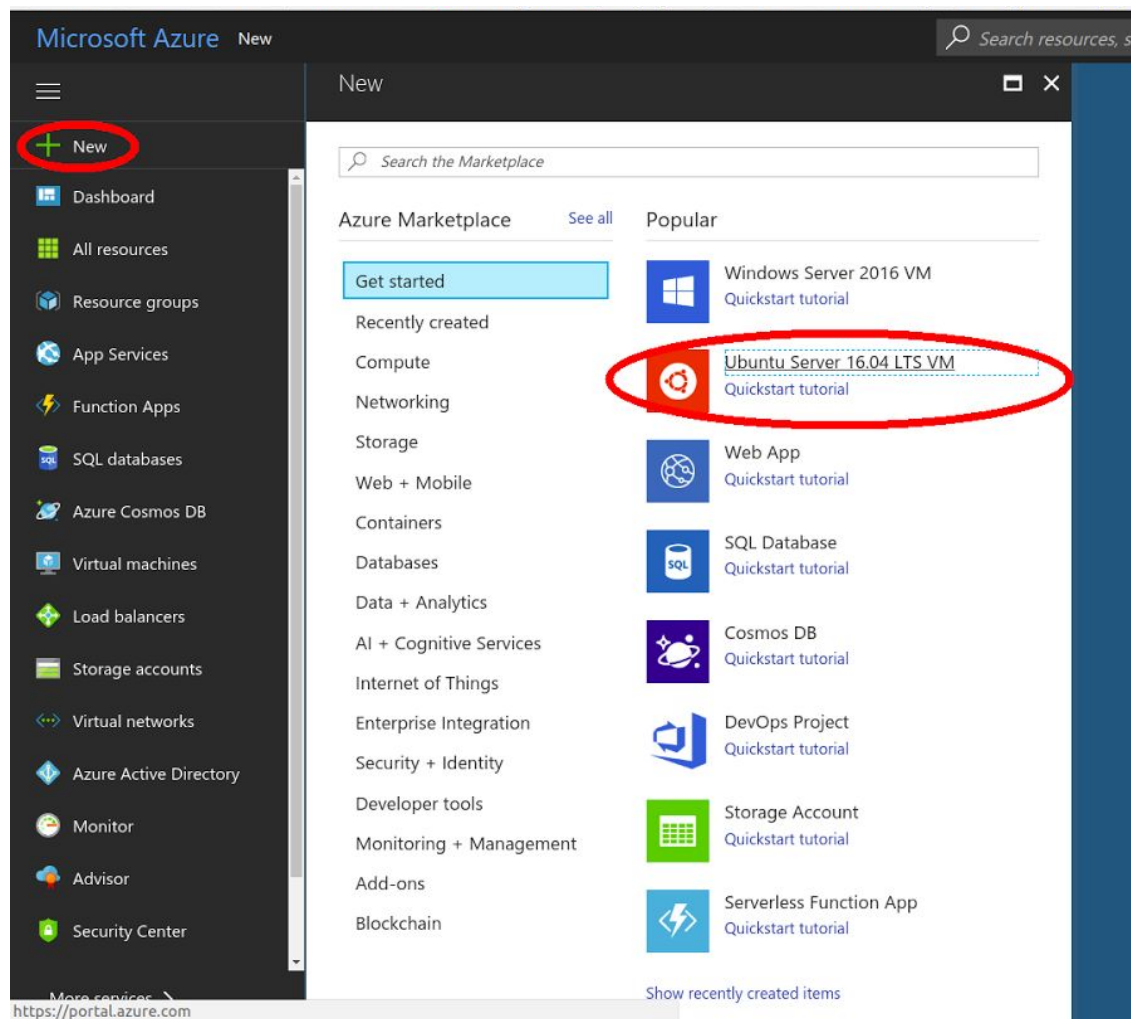 Microsoft Azure New
Search resources, s
New
Dashboard
All resources
Resource groups
App Services
Function Apps
SQL databases
Azure Cosmos DB
Virtual machines
Load balancers
Storage accounts
Virtual networks
Azure Active Directory
Monitor
Advisor
Security Center
More services
https://portal.azure.com
New
Search the Marketplace
Azure Marketplace
See all
Get started
Recently created
Compute
Networking
Storage
Web + Mobile
Containers
Databases
Data + Analytics
AI + Cognitive Services
Internet of Things
Enterprise Integration
Security + Identity
Developer tools
Monitoring + Management
Add-ons
Blockchain
Popular
Windows Server 2016 VM
Quickstart tutorial
Ubuntu Server 16.04 LTS VM
Quickstart tutorial
Web App
Quickstart tutorial
SQL Database
Quickstart tutorial
Cosmos DB
Quickstart tutorial
DevOps Project
Quickstart tutorial
Storage Account
Quickstart tutorial
Serverless Function App
Quickstart tutorial
Show recently created items